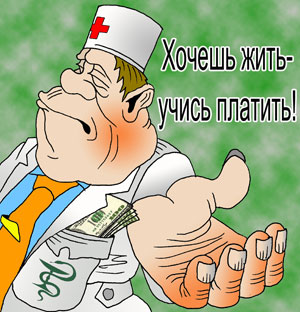 Хочешь жить-
учись платить!